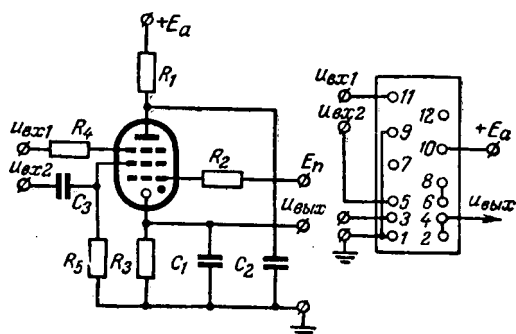 +Eₐ
R₁
uвх1
R₄
uвх2
C₃
R₂
Eп
uвых
R₅
R₃
C₁
C₂
uвх1
uвх2
11
12
9
10
+Eₐ
7
8
5
6
uвых
3
4
1
2